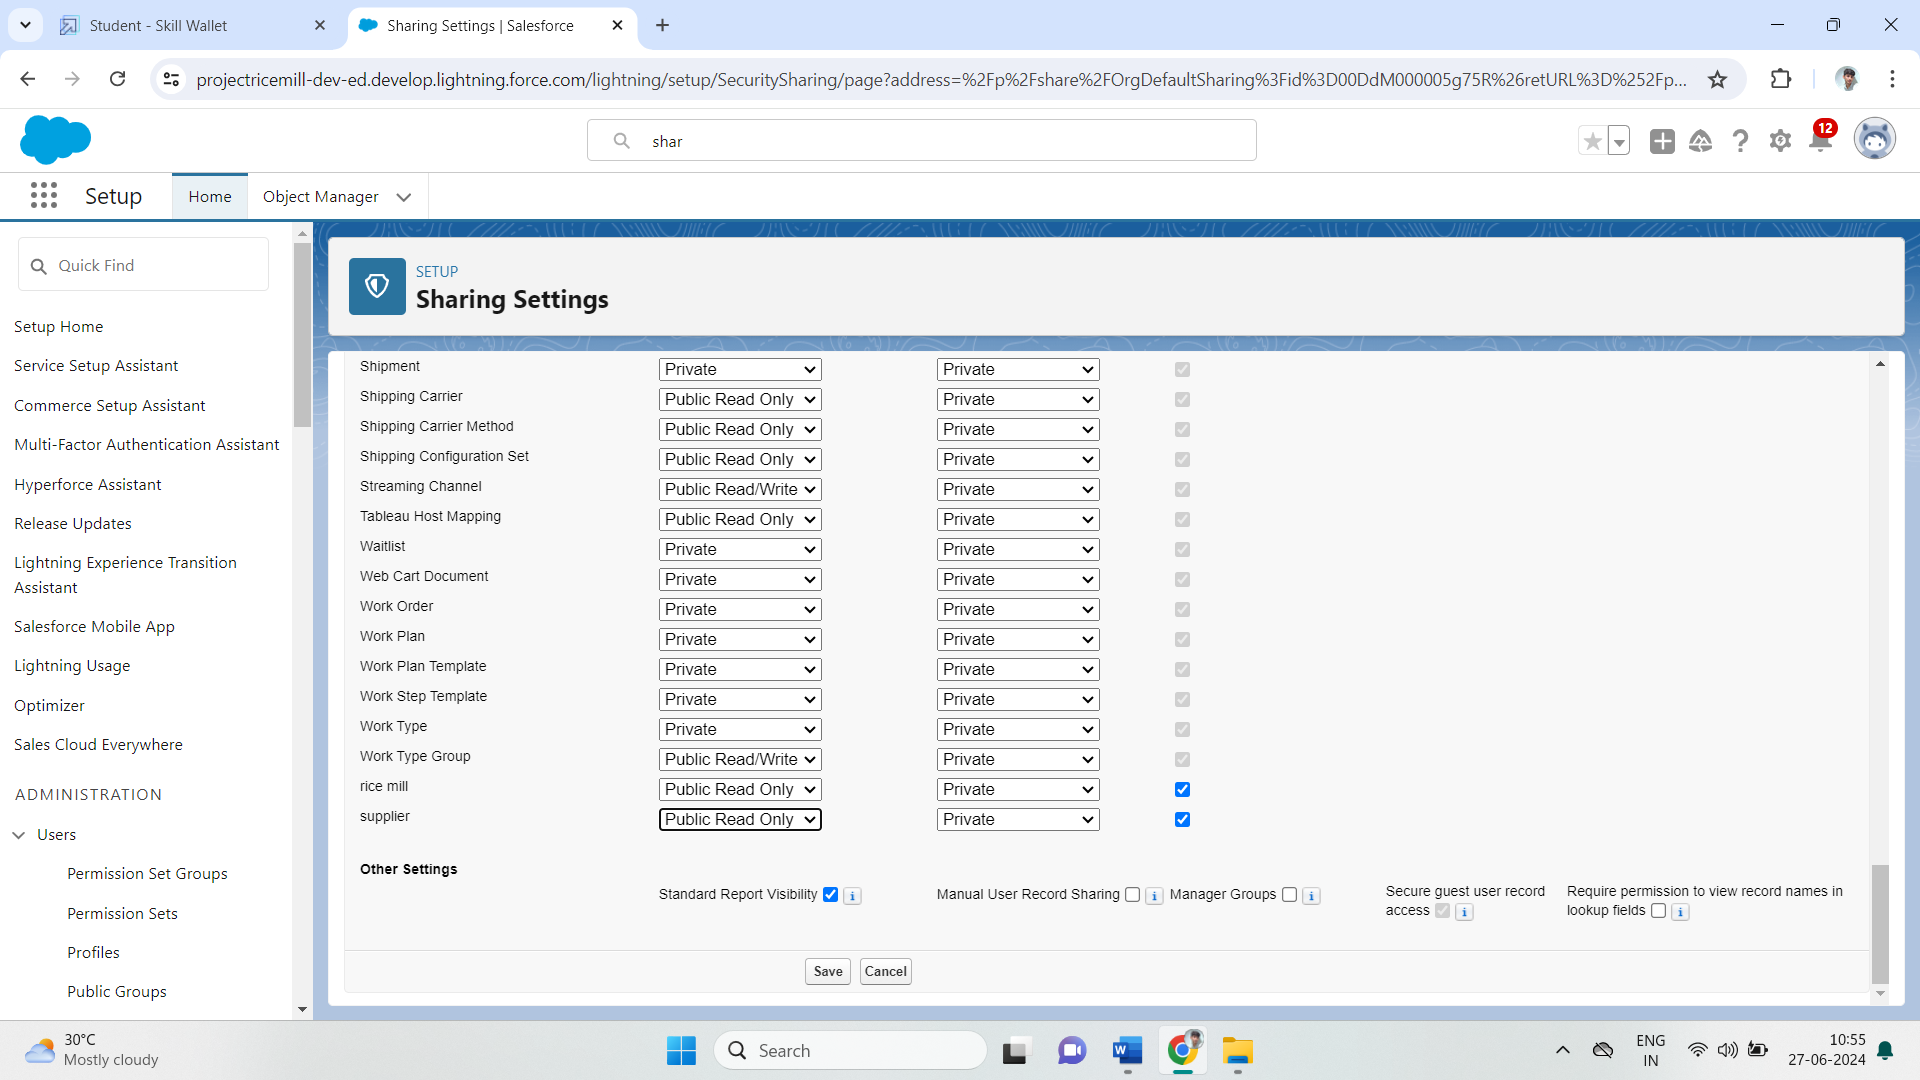 Student - Skill Wallet
Sharing Settings | Salesforce
projectricemill-dev-ed.develop.lightning.force.com/lightning/setup/SecuritySharing/page?address=%2Fp%2Fshare%2FOrgDefaultSharing%3Fid%3D00DdM000005g75R%26retURL%3D%252Fp...
shar
12
Setup
Home
Object Manager
Quick Find
Setup Home
Service Setup Assistant
Commerce Setup Assistant
Multi-Factor Authentication Assistant
Hyperforce Assistant
Release Updates
Lightning Experience Transition
Assistant
Salesforce Mobile App
Lightning Usage
Optimizer
Sales Cloud Everywhere
ADMINISTRATION
Users
Permission Set Groups
Permission Sets
Profiles
Public Groups
SETUP
Sharing Settings
Shipment Private Private
Shipping Carrier Public Read Only Private
Shipping Carrier Method Public Read Only Private
Shipping Configuration Set Public Read Only Private
Streaming Channel Public Read/Write Private
Tableau Host Mapping Public Read Only Private
Waitlist Private Private
Web Cart Document Private Private
Work Order Private Private
Work Plan Private Private
Work Plan Template Private Private
Work Step Template Private Private
Work Type Private Private
Work Type Group Public Read/Write Private
rice mill Public Read Only Private
supplier Public Read Only Private
Other Settings
Standard Report Visibility i
Manual User Record Sharing i
Manager Groups i
Secure guest user record
access i
Require permission to view record names in
lookup fields i
Save Cancel
30°C
Mostly cloudy
Search
ENG
IN
10:55
27-06-2024